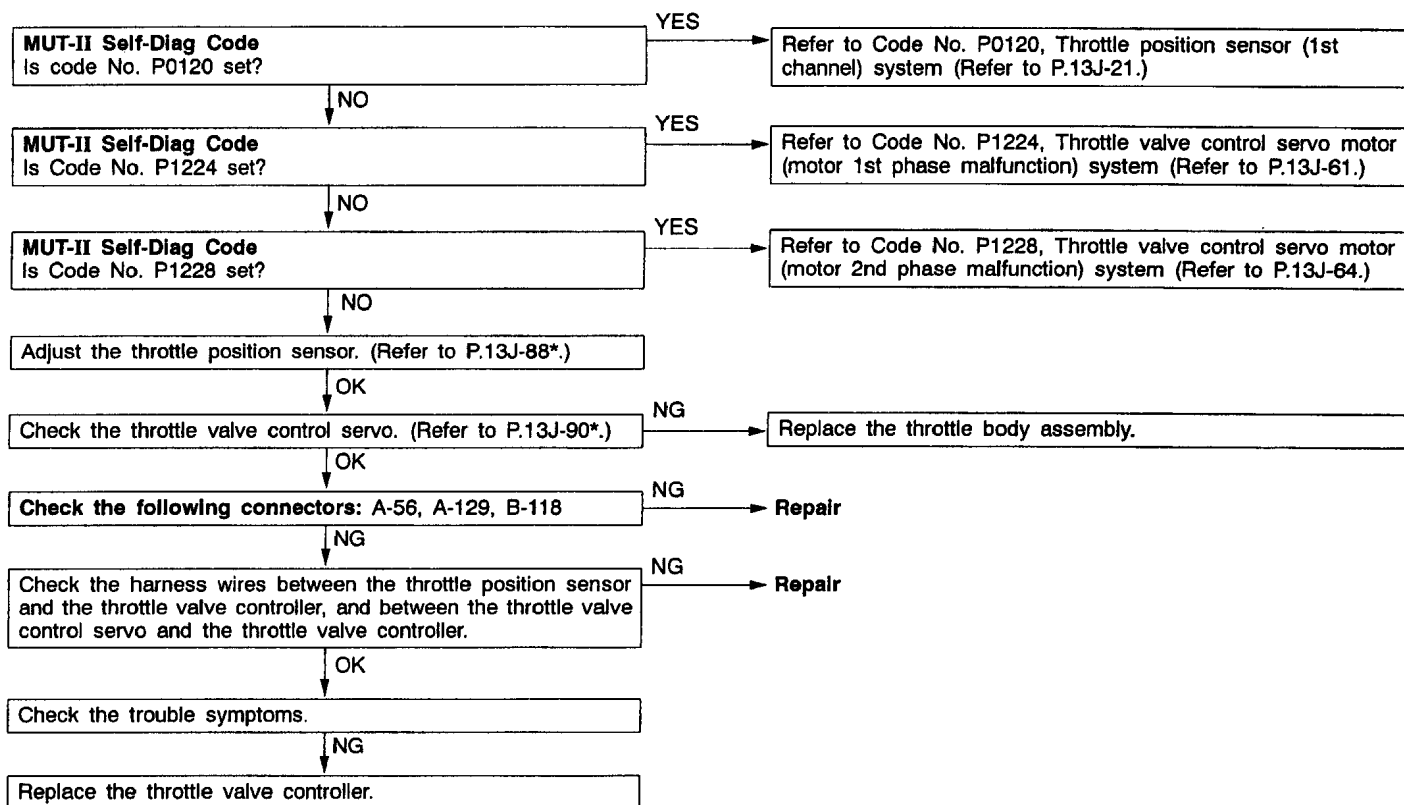 MUT-II Self-Diag Code
Is code No. P0120 set?
YES
Refer to Code No. P0120, Throttle position sensor (1st
channel) system (Refer to P.13J-21.)
NO
MUT-II Self-Diag Code
Is Code No. P1224 set?
YES
Refer to Code No. P1224, Throttle valve control servo motor
(motor 1st phase malfunction) system (Refer to P.13J-61.)
NO
MUT-II Self-Diag Code
Is Code No. P1228 set?
YES
Refer to Code No. P1228, Throttle valve control servo motor
(motor 2nd phase malfunction) system (Refer to P.13J-64.)
NO
Adjust the throttle position sensor. (Refer to P.13J-88*.)
OK
Check the throttle valve control servo. (Refer to P.13J-90*.)
NG
Replace the throttle body assembly.
OK
Check the following connectors: A-56, A-129, B-118
NG
Repair
NG
Check the harness wires between the throttle position sensor
and the throttle valve controller, and between the throttle valve
control servo and the throttle valve controller.
NG
Repair
OK
Check the trouble symptoms.
NG
Replace the throttle valve controller.